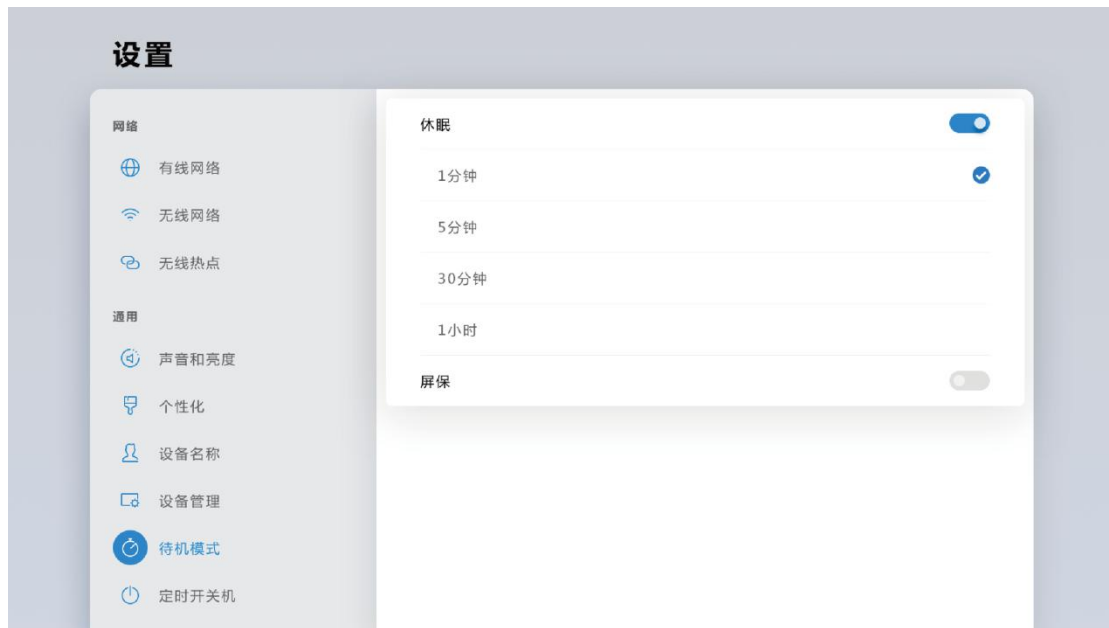 设置
网络
有线网络
无线网络
无线热点
通用
声音和亮度
个性化
设备名称
设备管理
待机模式
定时开关机
休眠
1分钟
5分钟
30分钟
1小时
屏保